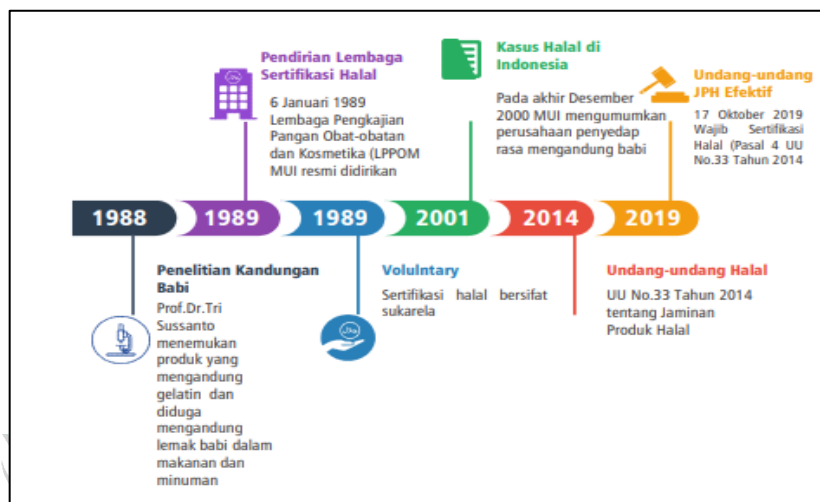 Pendirian Lembaga
Sertifikasi Halal
6 Januari 1989
Lembaga Pengkajian
Pangan Obat-obatan
dan Kosmetika (LPPOM
MUI resmi didirikan
Kasus Halal di
Indonesia
Pada akhir Desember
2000 MUI mengumumkan
perusahaan penyedap
rasa mengandung babi
Undang-undang
JPH Efektif
17 Oktober 2019
Wajib Sertifikasi
Halal (Pasal 4 UU
No.33 Tahun 2014
1988
1989
1989
2001
2014
2019
Penelitian Kandungan
Babi
Prof.Dr.Tri
Sussanto
menemukan
produk yang
mengandung
gelatin dan
diduga
mengandung
lemak babi dalam
makanan dan
minuman
Voluintary
Sertifikasi halal bersifat
sukarela
Undang-undang Halal
UU No.33 Tahun 2014
tentang Jaminan
Produk Halal